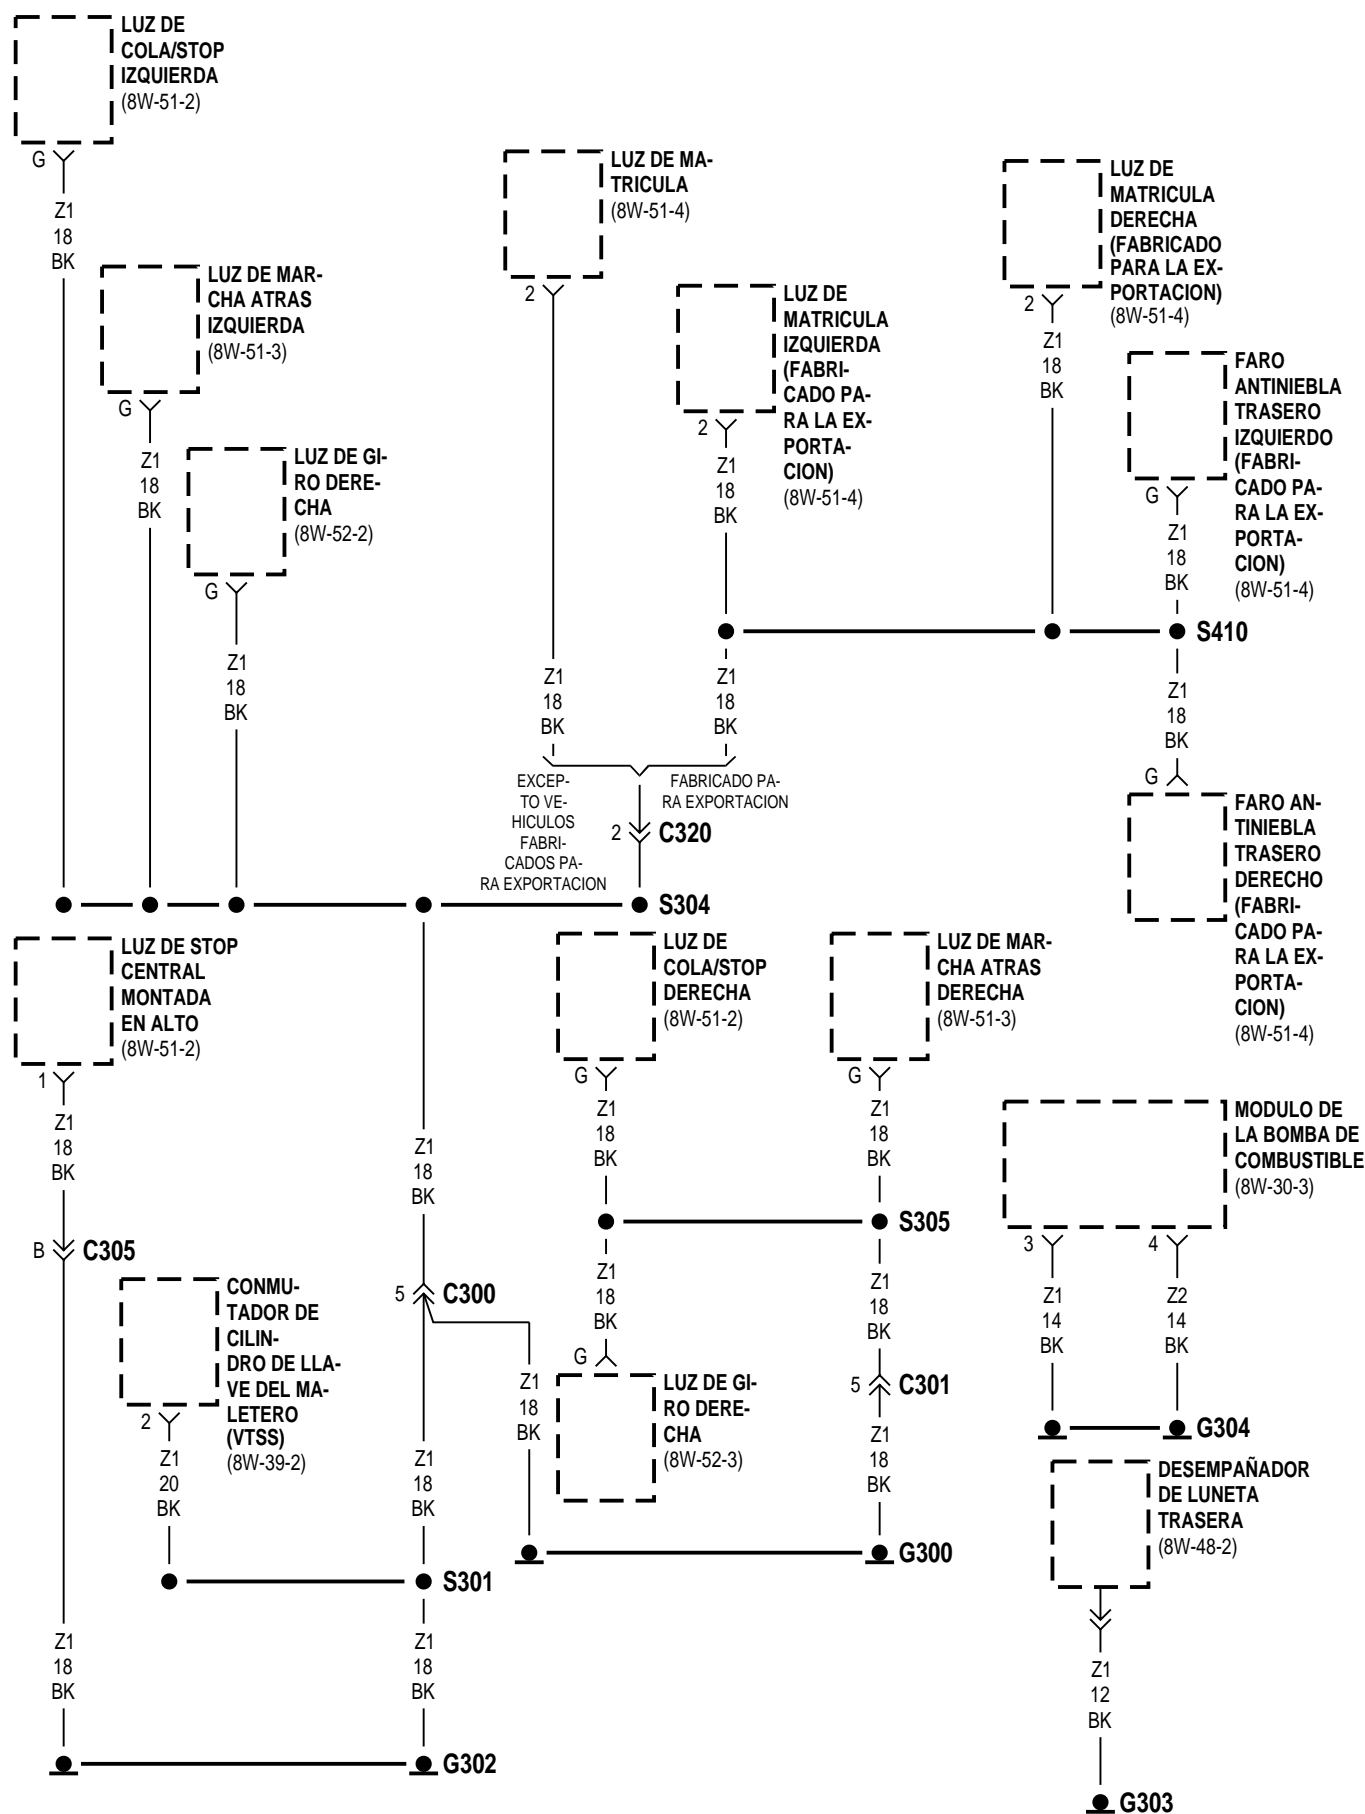 LUZ DE
COLA/STOP
IZQUIERDA
(8W-51-2)
G
Z1
18
BK
LUZ DE MAR-
CHA ATRAS
IZQUIERDA
(8W-51-3)
G
Z1
18
BK
LUZ DE GI-
RO DERE-
CHA
(8W-52-2)
G
Z1
18
BK
LUZ DE MA-
TRICULA
(8W-51-4)
2
Z1
18
BK
LUZ DE
MATRICULA
IZQUIERDA
(FABRI-
CADO PA-
RA LA EX-
PORTA-
CION)
(8W-51-4)
2
Z1
18
BK
LUZ DE
MATRICULA
DERECHA
(FABRICADO
PARA LA EX-
PORTACION)
(8W-51-4)
2
Z1
18
BK
FARO
ANTINIEBLA
TRASERO
IZQUIERDO
(FABRI-
CADO PA-
RA LA EX-
PORTA-
CION)
(8W-51-4)
G
Z1
18
BK
S410
Z1
18
BK
Z1
18
BK
G
EXCEP-
TO VE-
HICULOS
FABRI-
CADOS PA-
RA EXPORTACION
FABRICADO PA-
RA EXPORTACION
2
C320
FARO AN-
TINIEBLA
TRASERO
DERECHO
(FABRI-
CADO PA-
RA LA EX-
PORTA-
CION)
(8W-51-4)
S304
LUZ DE STOP
CENTRAL
MONTADA
EN ALTO
(8W-51-2)
1
Z1
18
BK
B
C305
Z1
18
BK
5
C300
LUZ DE
COLA/STOP
DERECHA
(8W-51-2)
G
Z1
18
BK
LUZ DE MAR-
CHA ATRAS
DERECHA
(8W-51-3)
G
Z1
18
BK
S305
Z1
18
BK
G
Z1
18
BK
5
C301
MODULO DE
LA BOMBA DE
COMBUSTIBLE
(8W-30-3)
3
4
Z1
14
BK
Z2
14
BK
G304
CONMU-
TADOR DE
CILIN-
DRO DE LLA-
VE DEL MA-
LETERO
(VTSS)
(8W-39-2)
2
Z1
20
BK
Z1
18
BK
Z1
18
BK
LUZ DE GI-
RO DERE-
CHA
(8W-52-3)
Z1
18
BK
G300
S301
DESEMPAÑADOR
DE LUNETA
TRASERA
(8W-48-2)
Z1
18
BK
Z1
18
BK
Z1
12
BK
G302
G303